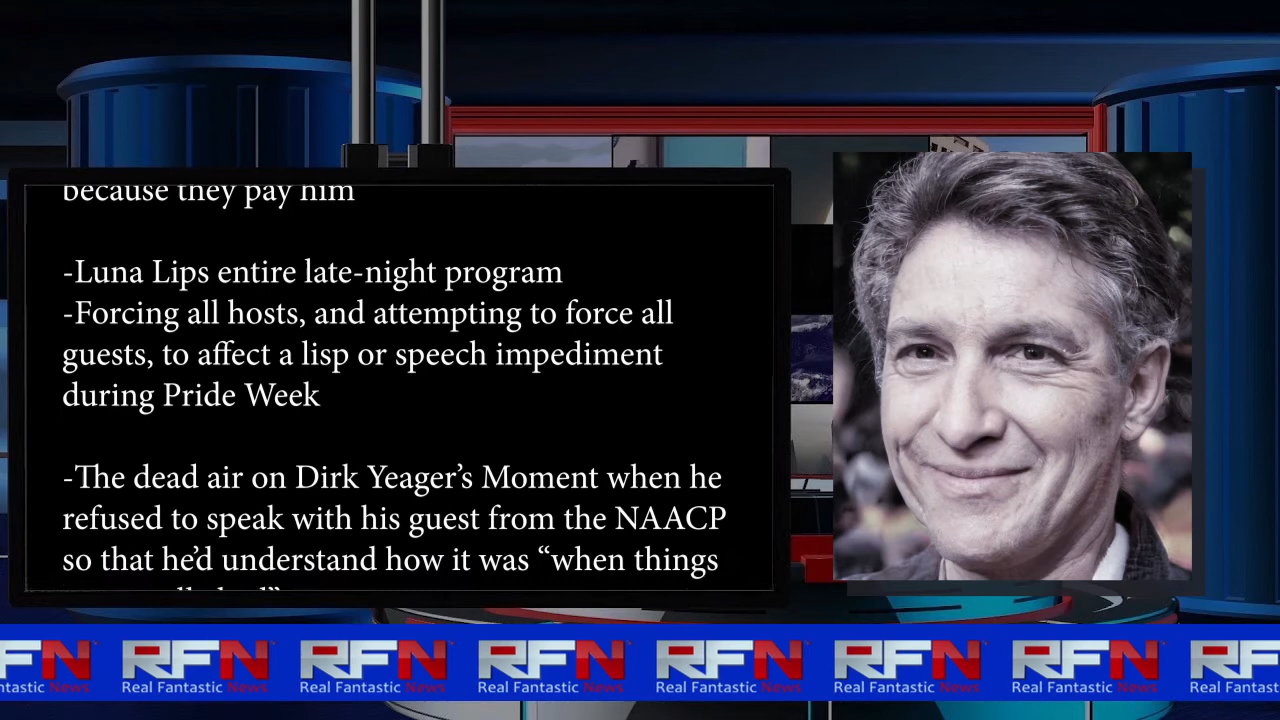 because they pay him
-Luna Lips entire late-night program
-Forcing all hosts, and attempting to force all
guests, to affect a lisp or speech impediment
during Pride Week
-The dead air on Dirk Yeager’s Moment when he
refused to speak with his guest from the NAACP
so that he’d understand how it was “when things
FN RFN RFN RFN RFN RFN RFN RF
ntastic News Real Fantastic News Real Fantastic News Real Fantastic News Real Fantastic News Real Fantastic News Real Fantastic News Real Fantast